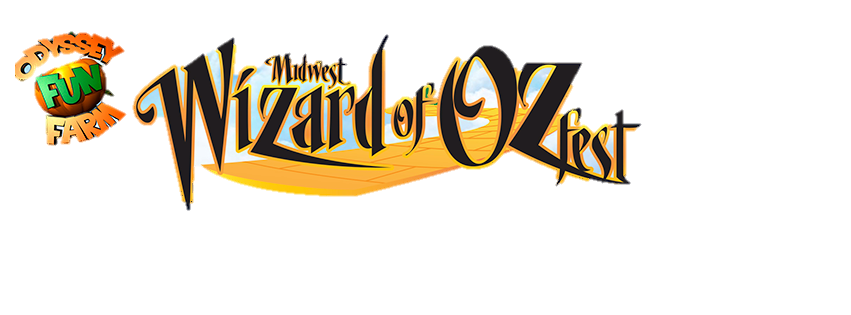 ODYSSEY
FUN
FARM
Midwest
Wizard of OZ fest